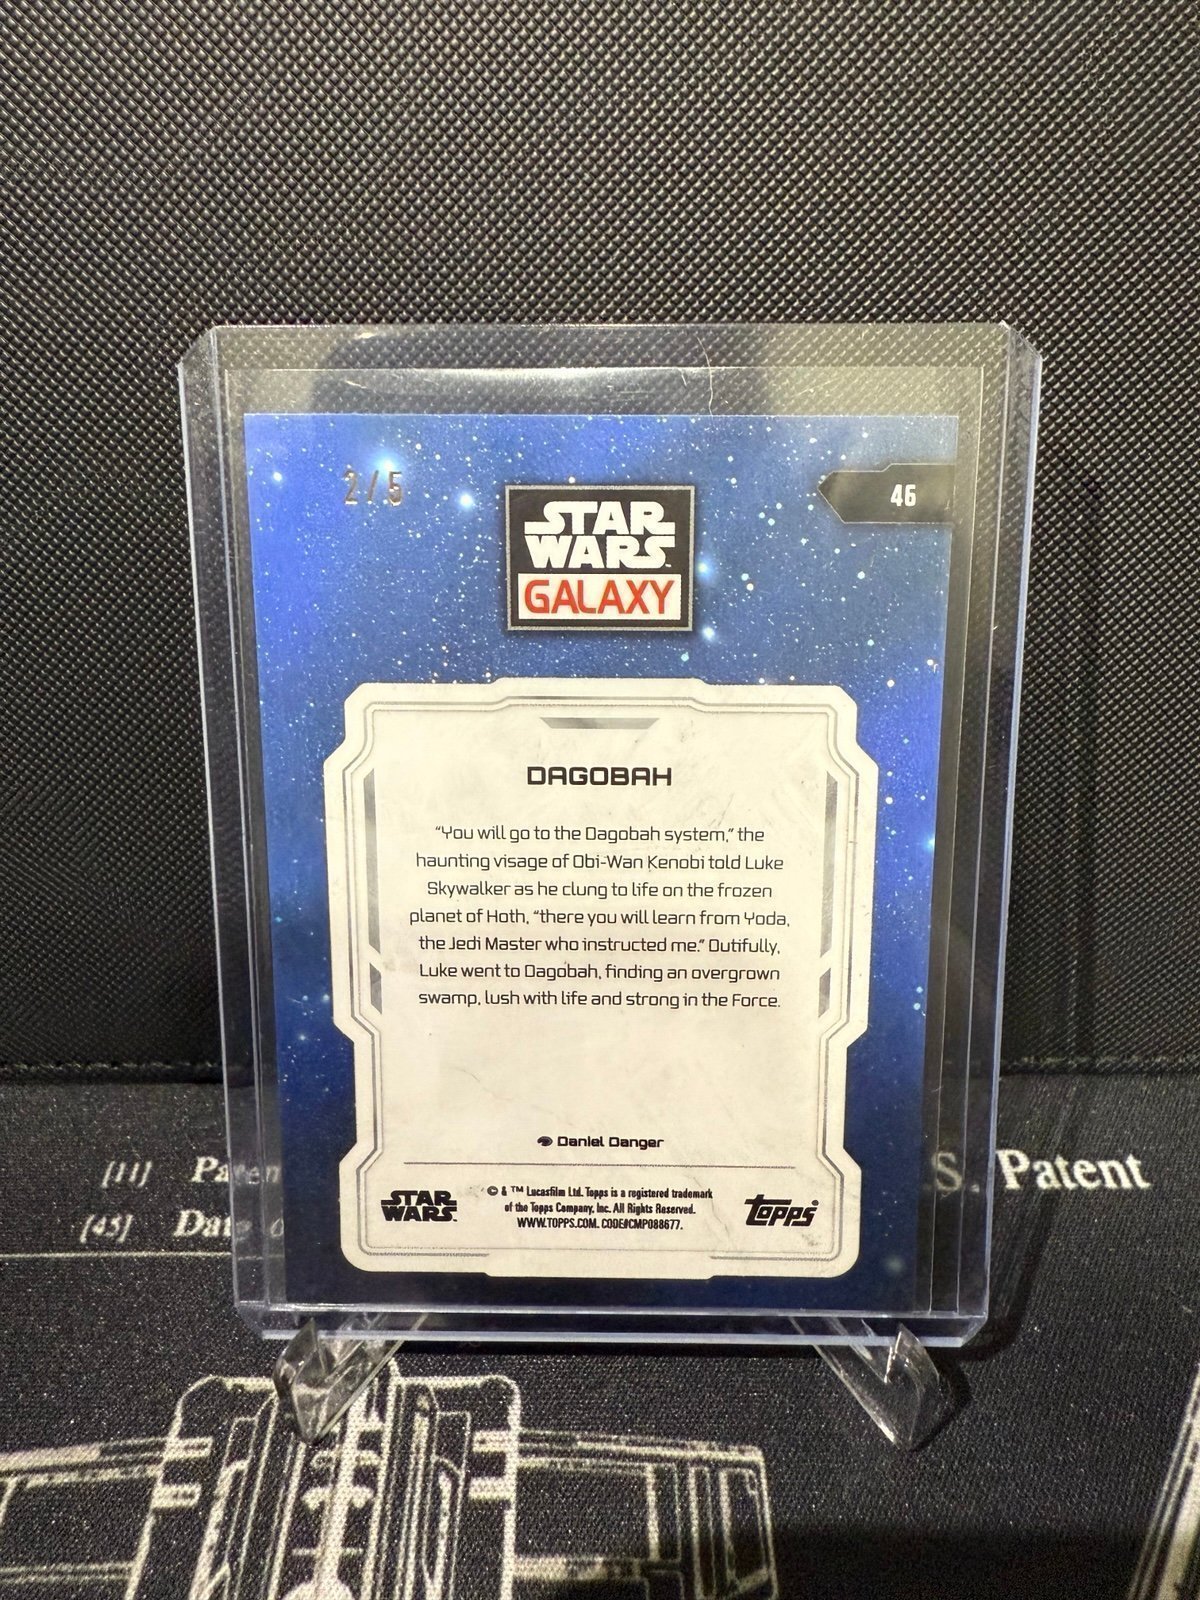 2/5
46
STAR
WARS
GALAXY
DAGOBAH
“You will go to the Dagobah system,” the
haunting visage of Obi-Wan Kenobi told Luke
Skywalker as he clung to life on the frozen
planet of Hoth, “there you will learn from Yoda,
the Jedi Master who instructed me.” Dutifully,
Luke went to Dagobah, finding an overgrown
swamp, lush with life and strong in the Force.
Daniel Danger
STAR
WARS
© & ™ Lucasfilm Ltd. Topps is a registered trademark
of the Topps Company, Inc. All Rights Reserved.
WWW.TOPPS.COM. CODE#CMP088677.
topps
[11] Paten
S. Patent
[45] Date o